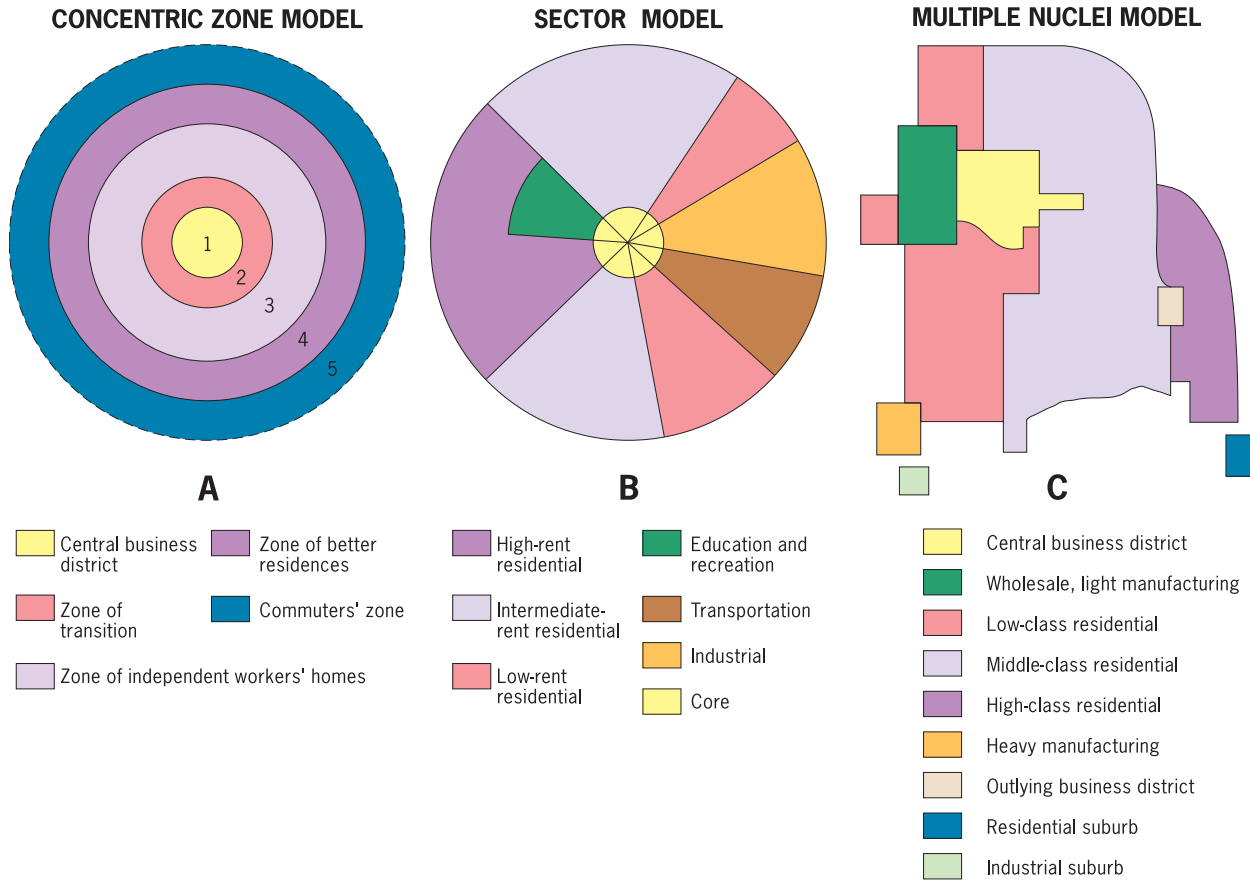 CONCENTRIC ZONE MODEL
1
2
3
4
5
A
Central business
district
Zone of
transition
Zone of independent workers' homes
Zone of better
residences
Commuters' zone
SECTOR MODEL
B
High-rent
residential
Intermediate-
rent residential
Low-rent
residential
Education and
recreation
Transportation
Industrial
Core
MULTIPLE NUCLEI MODEL
C
Central business district
Wholesale, light manufacturing
Low-class residential
Middle-class residential
High-class residential
Heavy manufacturing
Outlying business district
Residential suburb
Industrial suburb